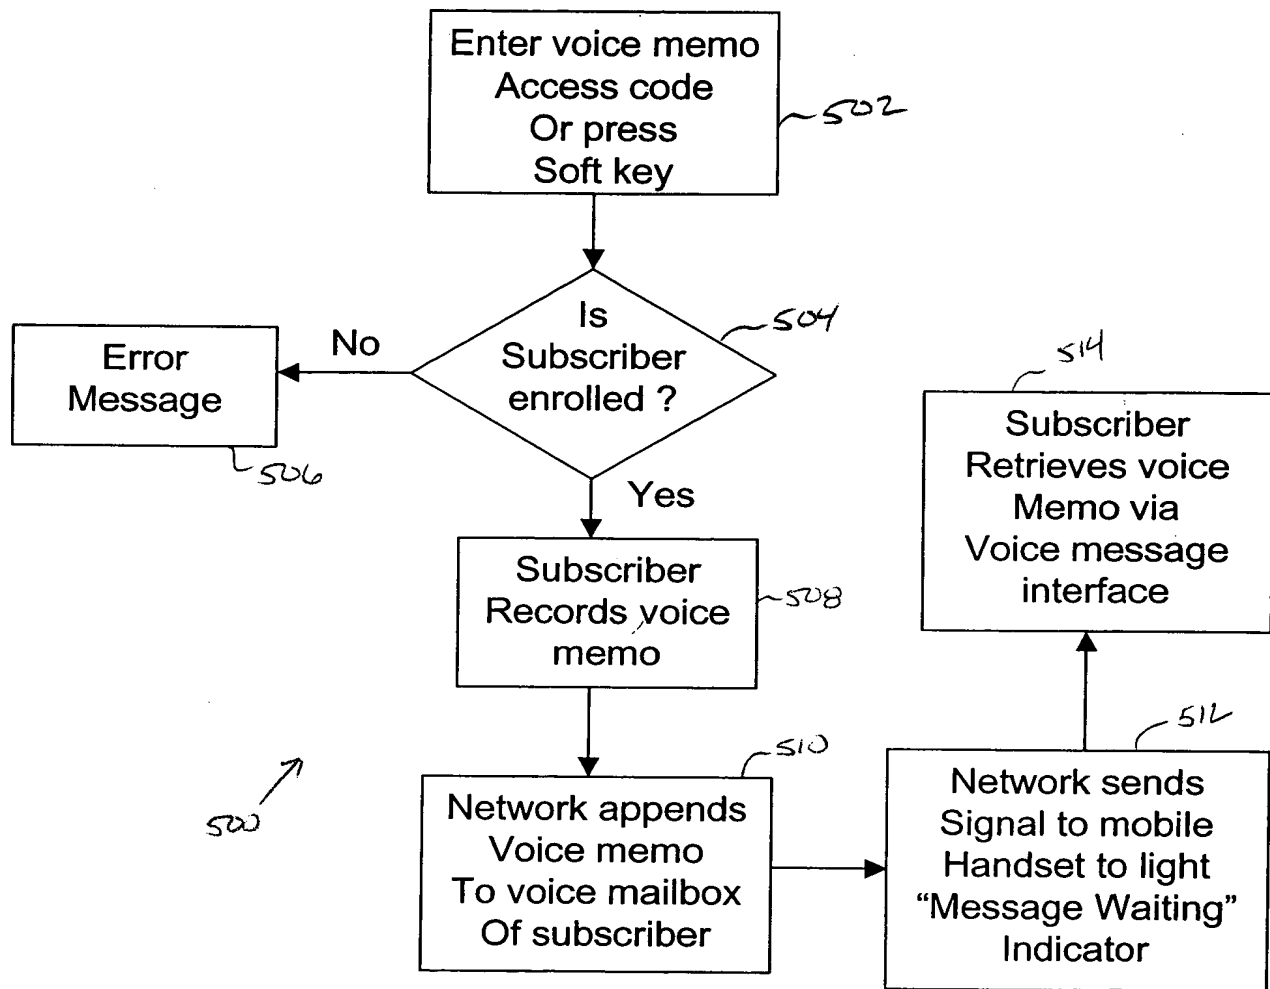 Enter voice memo
Access code
Or press
Soft key
502
Is
Subscriber
enrolled ?
504
No
Error
Message
506
Yes
Subscriber
Records voice
memo
508
Network appends
Voice memo
To voice mailbox
Of subscriber
510
Network sends
Signal to mobile
Handset to light
“Message Waiting”
Indicator
512
Subscriber
Retrieves voice
Memo via
Voice message
interface
514
500